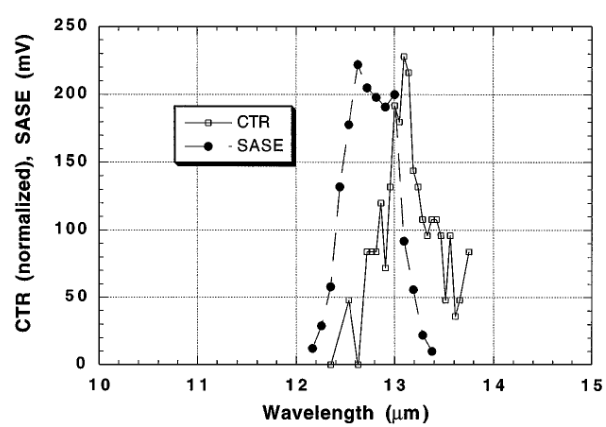 250
200
150
100
50
0
CTR (normalized), SASE (mV)
CTR
SASE
10 11 12 13 14 15
Wavelength (μm)